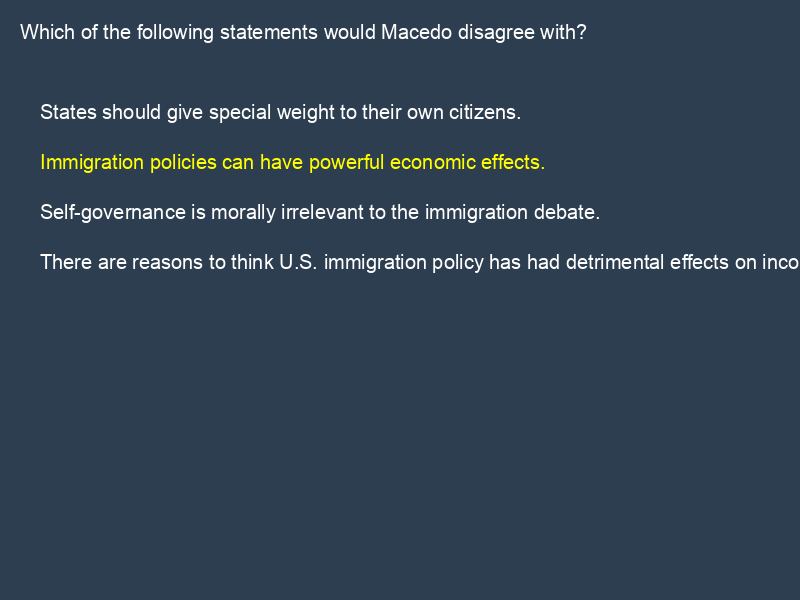 Which of the following statements would Macedo disagree with?
States should give special weight to their own citizens.
Immigration policies can have powerful economic effects.
Self-governance is morally irrelevant to the immigration debate.
There are reasons to think U.S. immigration policy has had detrimental effects on inco